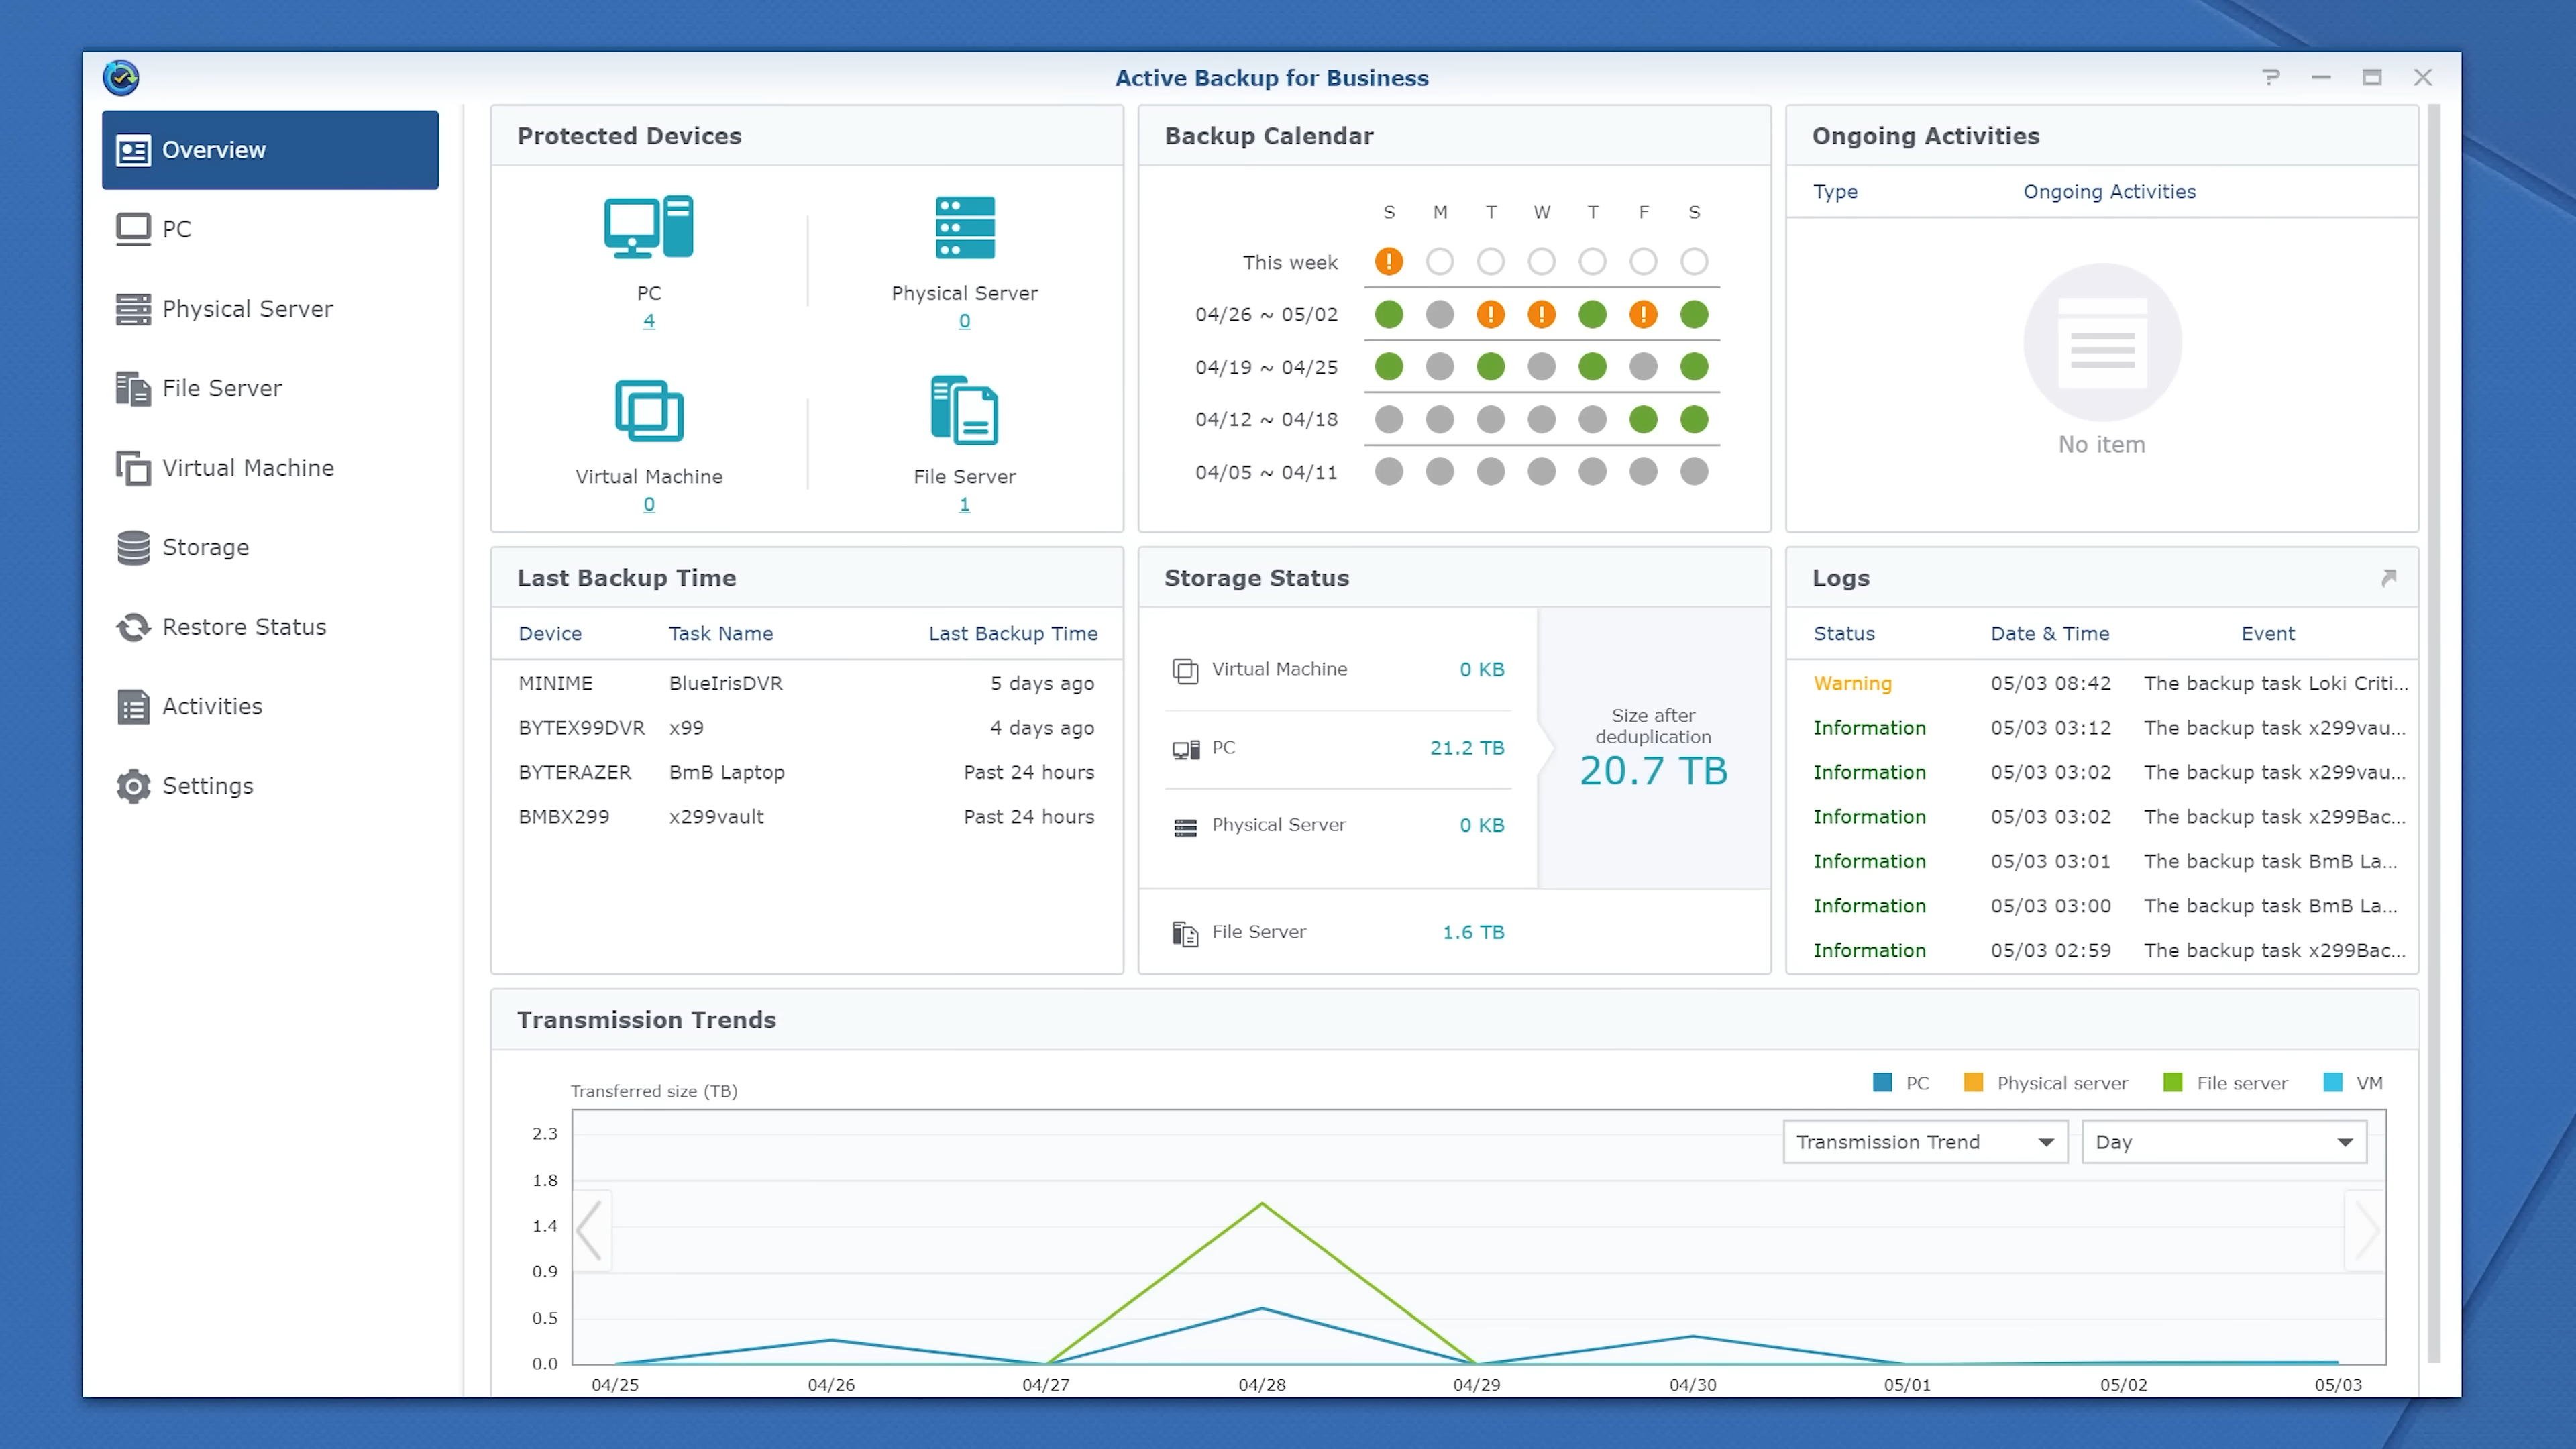 Active Backup for Business
Overview
PC
Physical Server
File Server
Virtual Machine
Storage
Restore Status
Activities
Settings
Protected Devices
PC
4
Physical Server
0
Virtual Machine
0
File Server
1
Backup Calendar
S M T W T F S
This week
04/26 ~ 05/02
04/19 ~ 04/25
04/12 ~ 04/18
04/05 ~ 04/11
Ongoing Activities
Type Ongoing Activities
No item
Last Backup Time
Device Task Name Last Backup Time
MINIME BlueIrisDVR 5 days ago
BYTEX99DVR x99 4 days ago
BYTERAZER BmB Laptop Past 24 hours
BMBX299 x299vault Past 24 hours
Storage Status
Virtual Machine 0 KB
PC 21.2 TB
Physical Server 0 KB
Size after
deduplication
20.7 TB
File Server 1.6 TB
Logs
Status Date & Time Event
Warning 05/03 08:42 The backup task Loki Criti...
Information 05/03 03:12 The backup task x299vau...
Information 05/03 03:02 The backup task x299vau...
Information 05/03 03:02 The backup task x299Bac...
Information 05/03 03:01 The backup task BmB La...
Information 05/03 03:00 The backup task BmB La...
Information 05/03 02:59 The backup task x299Bac...
Transmission Trends
Transferred size (TB)
PC Physical server File server VM
Transmission Trend Day
2.3
1.8
1.4
0.9
0.5
0.0
04/25 04/26 04/27 04/28 04/29 04/30 05/01 05/02 05/03